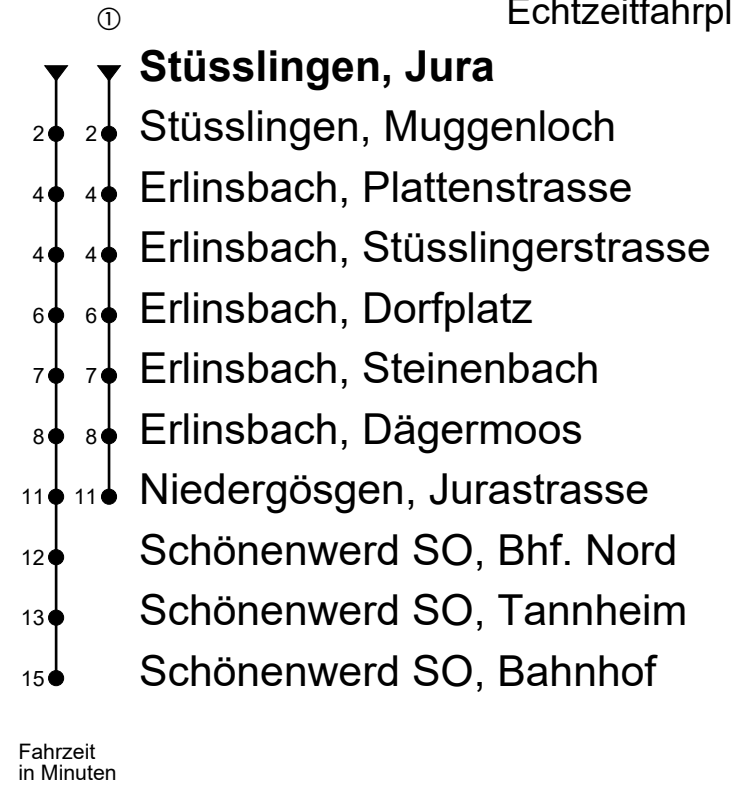 Echtzeitfahrpl
①
Stüsslingen, Jura
2 2 Stüsslingen, Muggenloch
4 4 Erlinsbach, Plattenstrasse
4 4 Erlinsbach, Stüsslingerstrasse
6 6 Erlinsbach, Dorfplatz
7 7 Erlinsbach, Steinenbach
8 8 Erlinsbach, Dägermoos
11 11 Niedergösgen, Jurastrasse
12 Schönenwerd SO, Bhf. Nord
13 Schönenwerd SO, Tannheim
15 Schönenwerd SO, Bahnhof
Fahrzeit
in Minuten